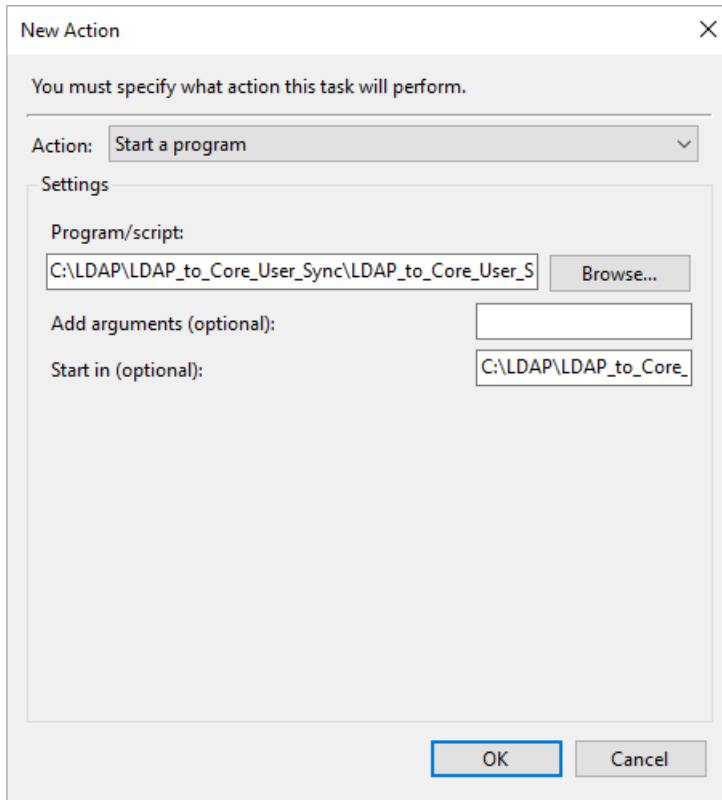 New Action
You must specify what action this task will perform.
Action: Start a program
Settings
Program/script:
C:\LDAP\LDAP_to_Core_User_Sync\LDAP_to_Core_User_S Browse...
Add arguments (optional):
Start in (optional): C:\LDAP\LDAP_to_Core_
OK Cancel